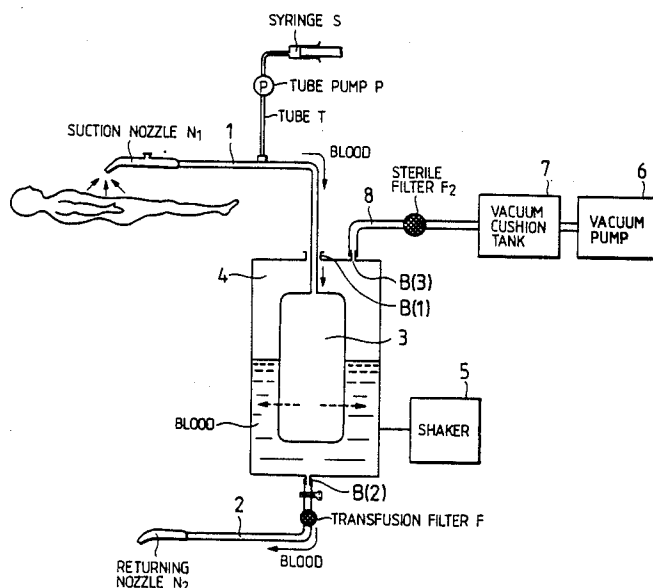 SYRINGE S
P
TUBE PUMP P
TUBE T
SUCTION NOZZLE N1
1
BLOOD
STERILE
FILTER F2
7
6
8
VACUUM
CUSHION
TANK
VACUUM
PUMP
4
B(3)
B(1)
3
5
BLOOD
SHAKER
B(2)
2
TRANSFUSION FILTER F
RETURNING
NOZZLE N2
BLOOD